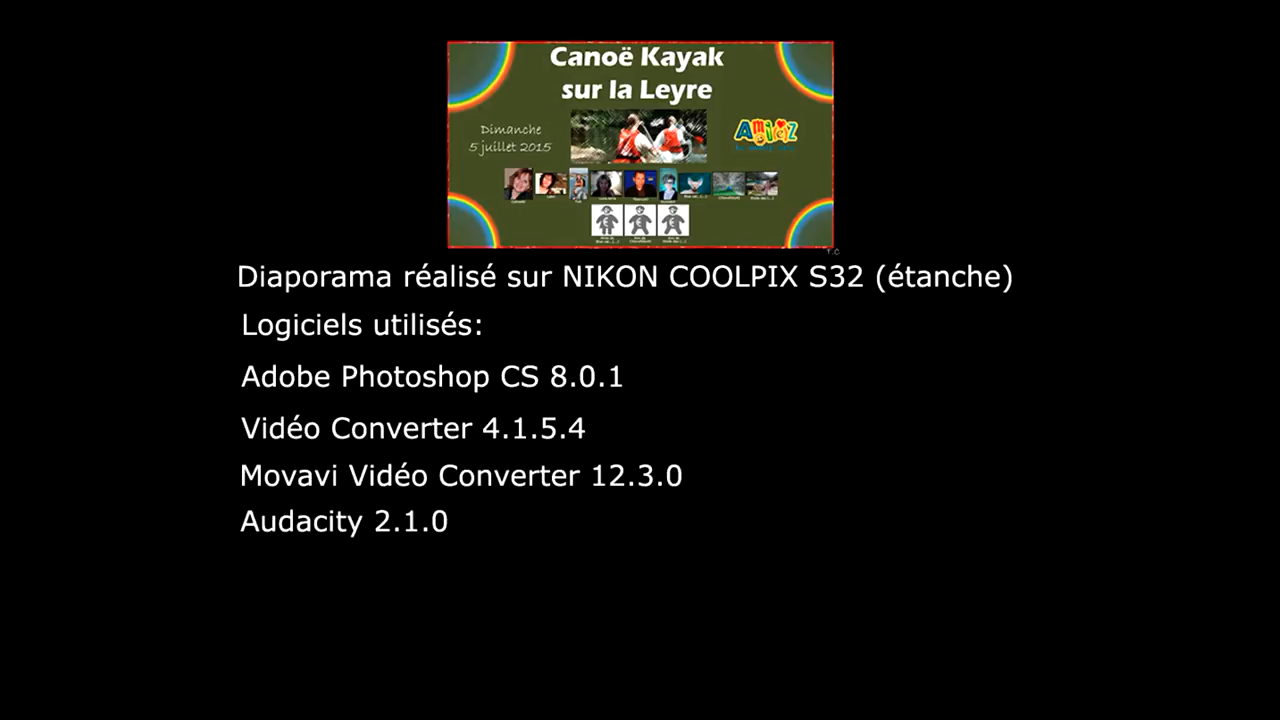 Canoë Kayak
sur la Leyre
Dimanche
5 juillet 2015
Amiez
T.C
Diaporama réalisé sur NIKON COOLPIX S32 (étanche)
Logiciels utilisés:
Adobe Photoshop CS 8.0.1
Vidéo Converter 4.1.5.4
Movavi Vidéo Converter 12.3.0
Audacity 2.1.0